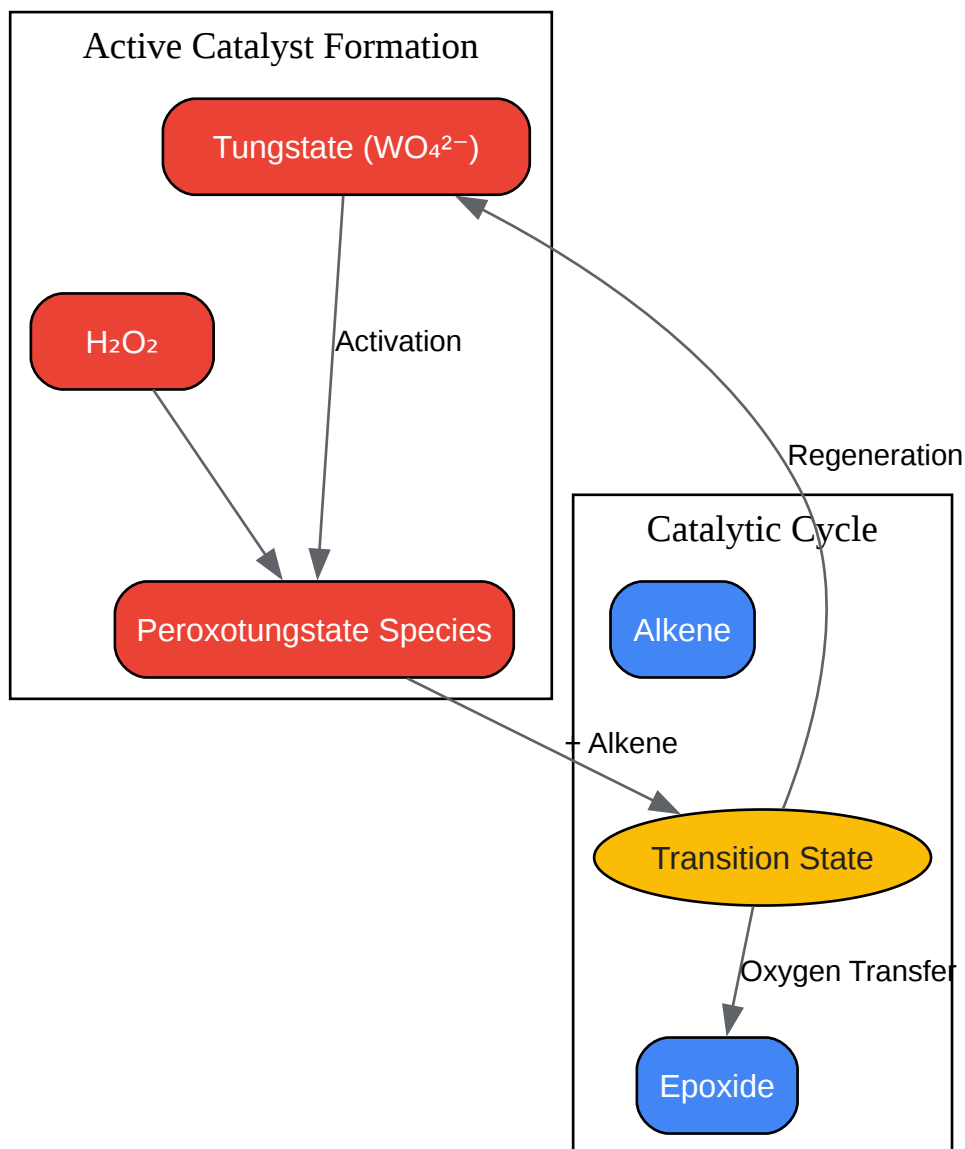 Active Catalyst Formation
Tungstate (WO₄²⁻)
H₂O₂
Activation
Peroxotungstate Species
Regeneration
Catalytic Cycle
Alkene
+ Alkene
Transition State
Oxygen Transfer
Epoxide